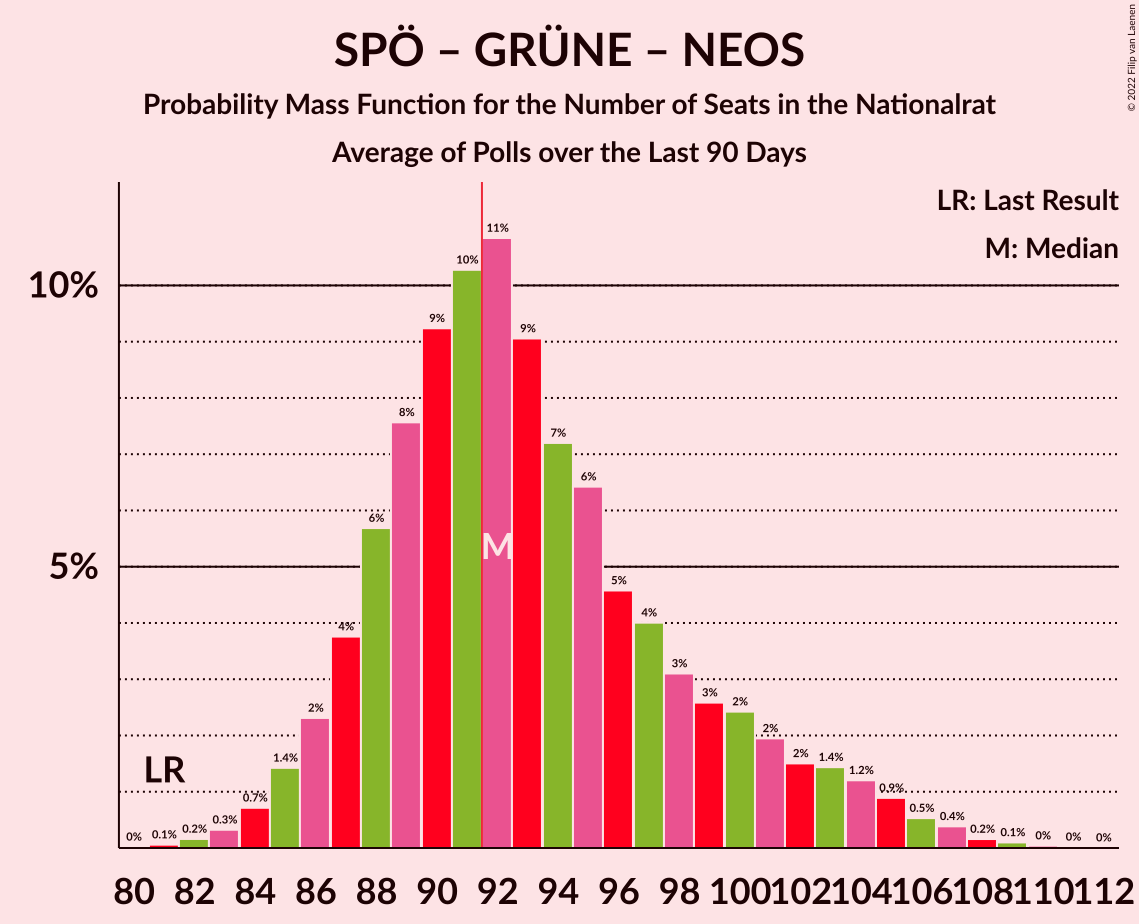 SPÖ – GRÜNE – NEOS
Probability Mass Function for the Number of Seats in the Nationalrat
Average of Polls over the Last 90 Days
© 2022 Filip van Laenen
LR: Last Result
M: Median
10%
5%
LR
M
0% 0.1% 0.2% 0.3% 0.7% 1.4% 2% 4% 6% 8% 9% 10% 11% 9% 7% 6% 5% 4% 3% 3% 2% 2% 2% 1.4% 1.2% 0.9% 0.5% 0.4% 0.2% 0.1% 0% 0% 0%
80 82 84 86 88 90 92 94 96 98 100 102 104 106 108 110 112